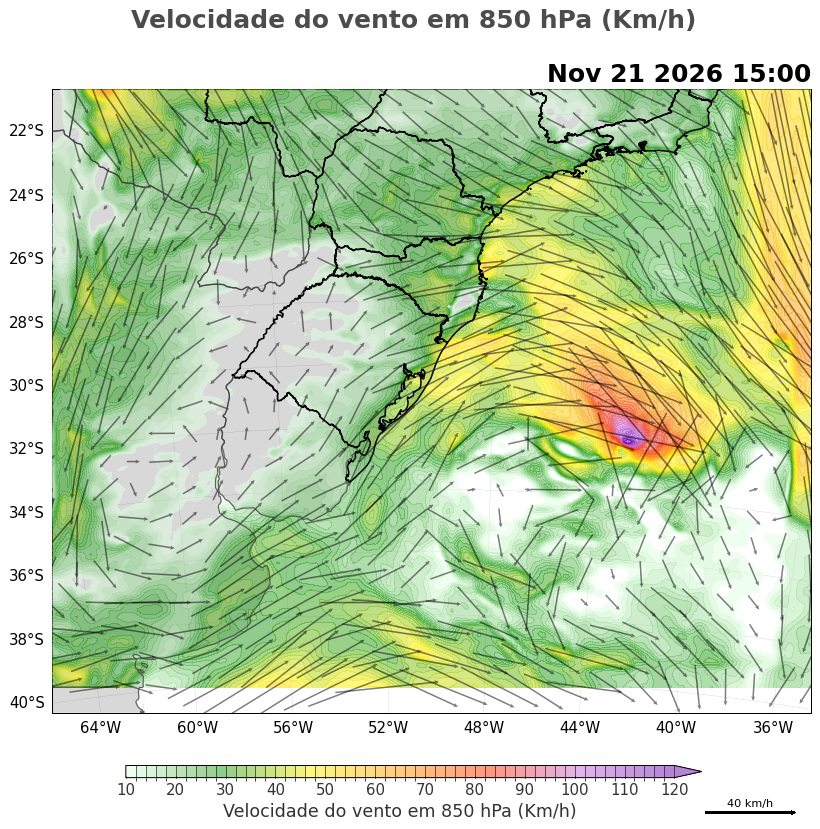 Velocidade do vento em 850 hPa (Km/h)
Nov 21 2026 15:00
22°S
24°S
26°S
28°S
30°S
32°S
34°S
36°S
38°S
40°S
64°W 60°W 56°W 52°W 48°W 44°W 40°W 36°W
10 20 30 40 50 60 70 80 90 100 110 120
Velocidade do vento em 850 hPa (Km/h)
40 km/h